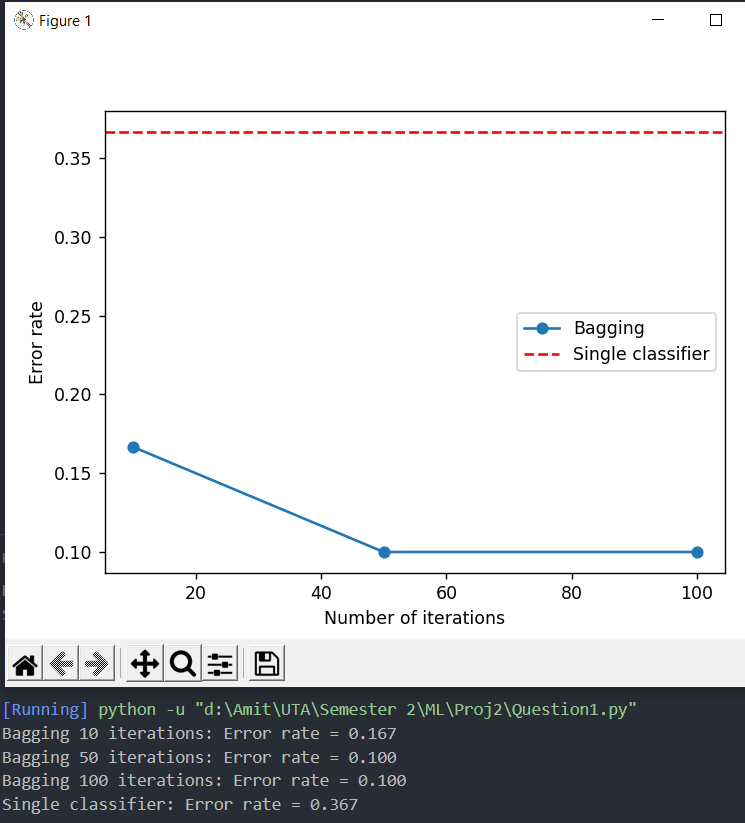 Figure 1
0.35
0.30
0.25
0.20
0.15
0.10
Error rate
Bagging
Single classifier
20 40 60 80 100
Number of iterations
[Running] python -u "d:\Amit\UTA\Semester 2\ML\Proj2\Question1.py"
Bagging 10 iterations: Error rate = 0.167
Bagging 50 iterations: Error rate = 0.100
Bagging 100 iterations: Error rate = 0.100
Single classifier: Error rate = 0.367